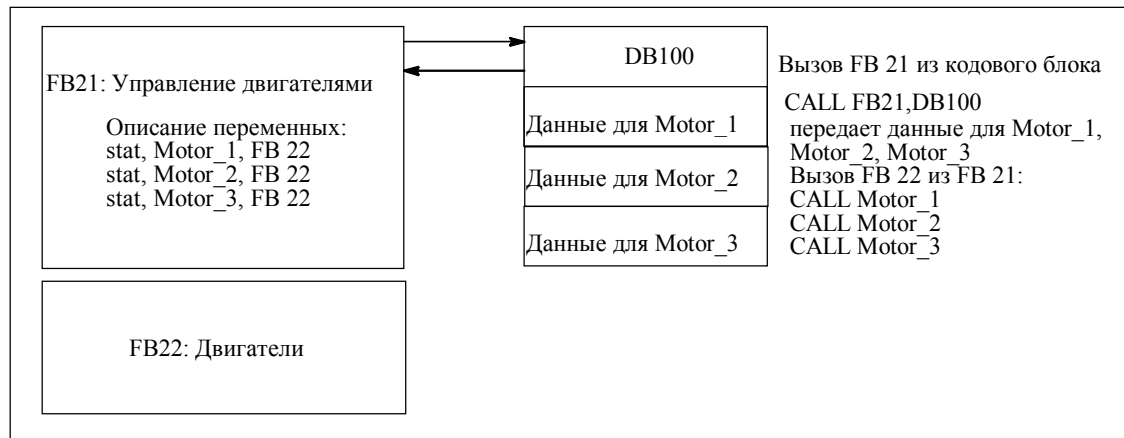 FB21: Управление двигателями
Описание переменных:
stat, Motor_1, FB 22
stat, Motor_2, FB 22
stat, Motor_3, FB 22
FB22: Двигатели
DB100
Данные для Motor_1
Данные для Motor_2
Данные для Motor_3
Вызов FB 21 из кодового блока
CALL FB21,DB100
передает данные для Motor_1,
Motor_2, Motor_3
Вызов FB 22 из FB 21:
CALL Motor_1
CALL Motor_2
CALL Motor_3